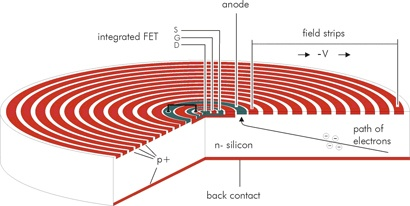 anode
field strips
integrated FET
S
G
D
-V
path of
electrons
n- silicon
p+
back contact